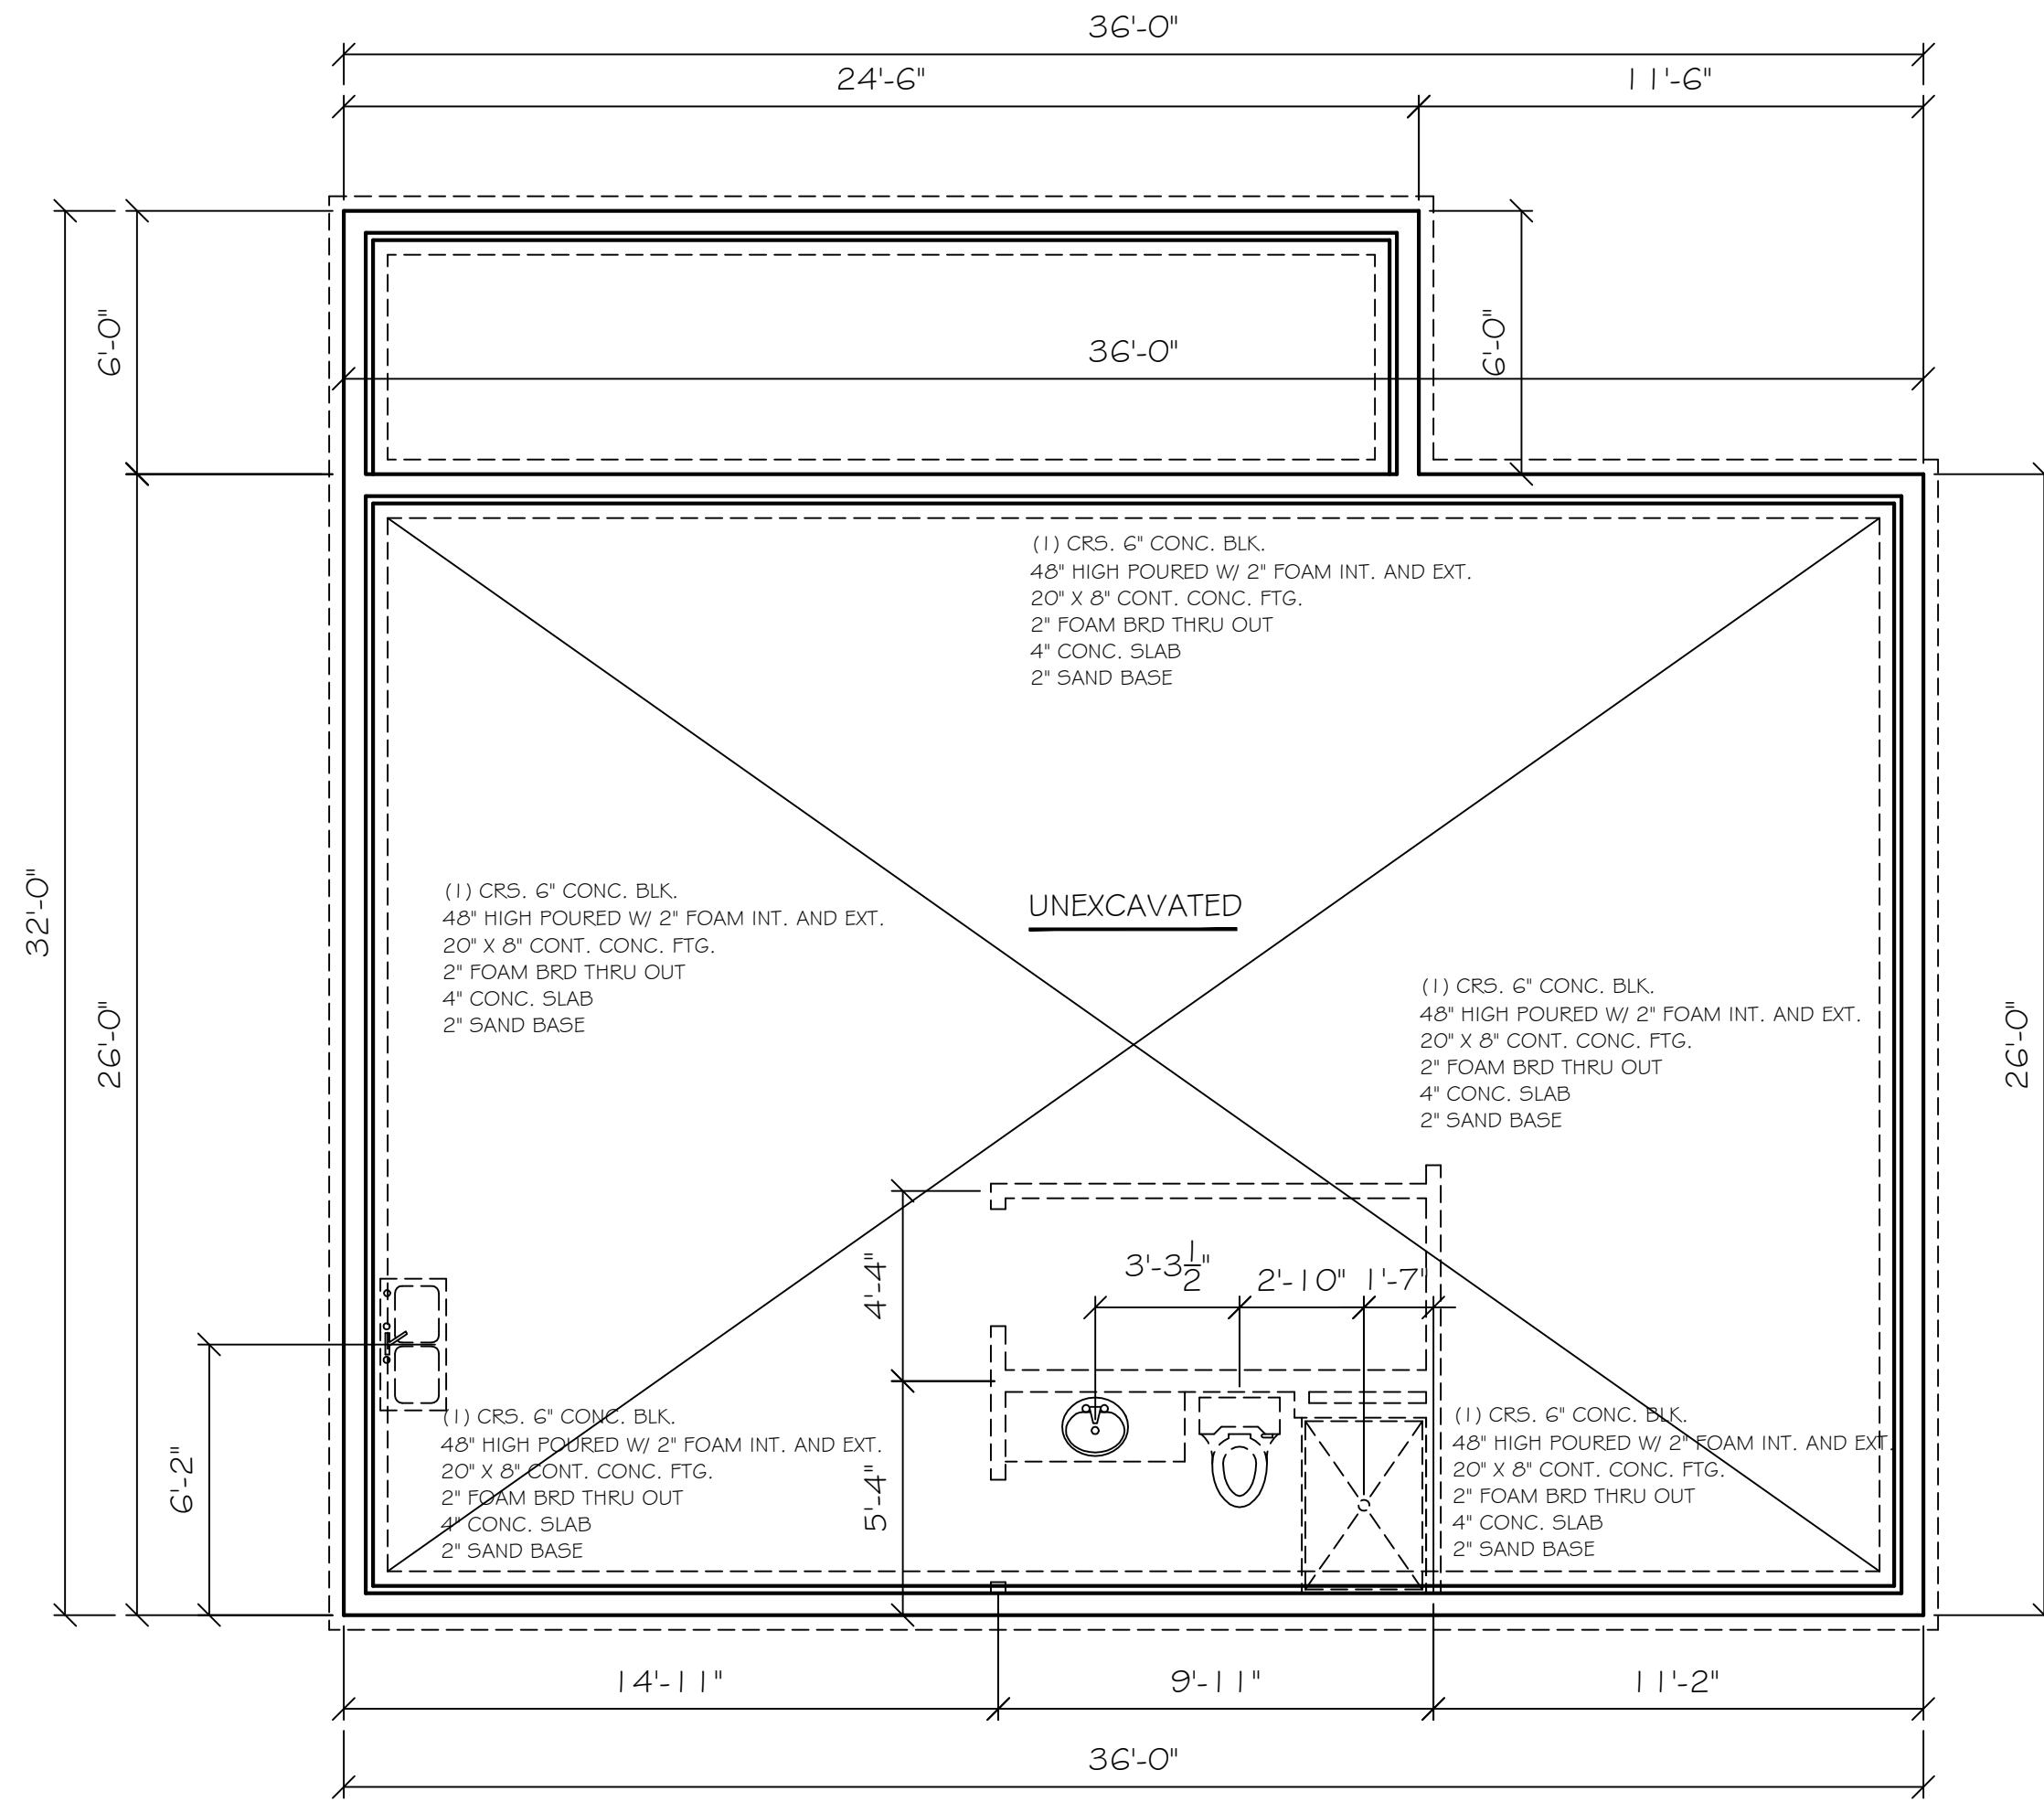 36'-0"
24'-6"
11'-6"
6'-0"
36'-0"
6'-0"
(1) CRS. 6" CONC. BLK.
48" HIGH POURED W/ 2" FOAM INT. AND EXT.
20" X 8" CONT. CONC. FTG.
2" FOAM BRD THRU OUT
4" CONC. SLAB
2" SAND BASE
32'-0"
26'-0"
(1) CRS. 6" CONC. BLK.
48" HIGH POURED W/ 2" FOAM INT. AND EXT.
20" X 8" CONT. CONC. FTG.
2" FOAM BRD THRU OUT
4" CONC. SLAB
2" SAND BASE
UNEXCAVATED
(1) CRS. 6" CONC. BLK.
48" HIGH POURED W/ 2" FOAM INT. AND EXT.
20" X 8" CONT. CONC. FTG.
2" FOAM BRD THRU OUT
4" CONC. SLAB
2" SAND BASE
26'-0"
4'-4"
3'-3 1/2"
2'-10"
1'-7"
6'-2"
(1) CRS. 6" CONC. BLK.
48" HIGH POURED W/ 2" FOAM INT. AND EXT.
20" X 8" CONT. CONC. FTG.
2" FOAM BRD THRU OUT
4" CONC. SLAB
2" SAND BASE
5'-4"
(1) CRS. 6" CONC. BLK.
48" HIGH POURED W/ 2" FOAM INT. AND EXT.
20" X 8" CONT. CONC. FTG.
2" FOAM BRD THRU OUT
4" CONC. SLAB
2" SAND BASE
14'-11"
9'-11"
11'-2"
36'-0"